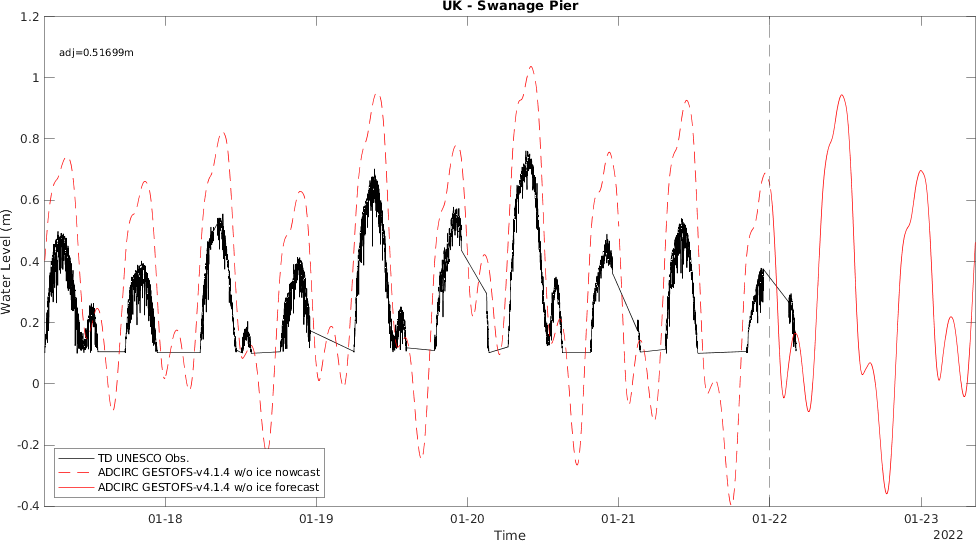 UK - Swanage Pier
1.2
adj=0.51699m
1
0.8
0.6
0.4
0.2
0
-0.2
-0.4
Water Level (m)
TD UNESCO Obs.
ADCIRC GESTOFS-v4.1.4 w/o ice nowcast
ADCIRC GESTOFS-v4.1.4 w/o ice forecast
01-18 01-19 01-20 01-21 01-22 01-23
Time
2022